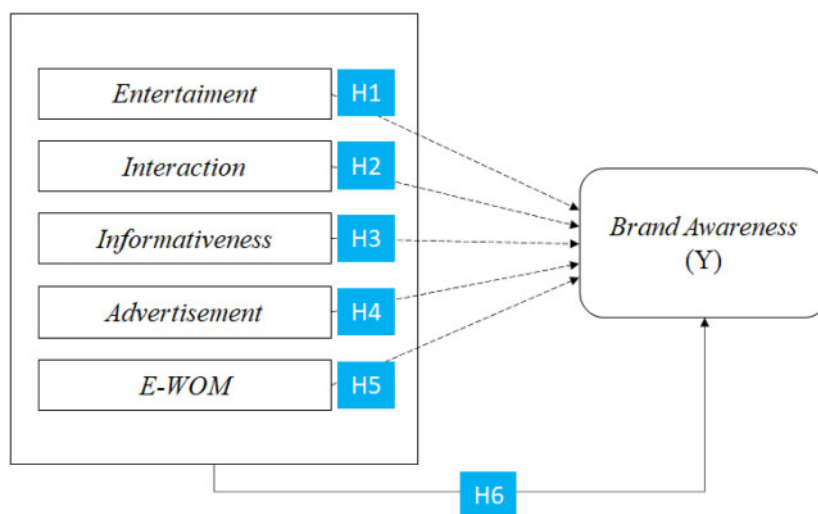 Entertaiment
H1
Interaction
H2
Informativeness
H3
Advertisement
H4
E-WOM
H5
Brand Awareness
(Y)
H6